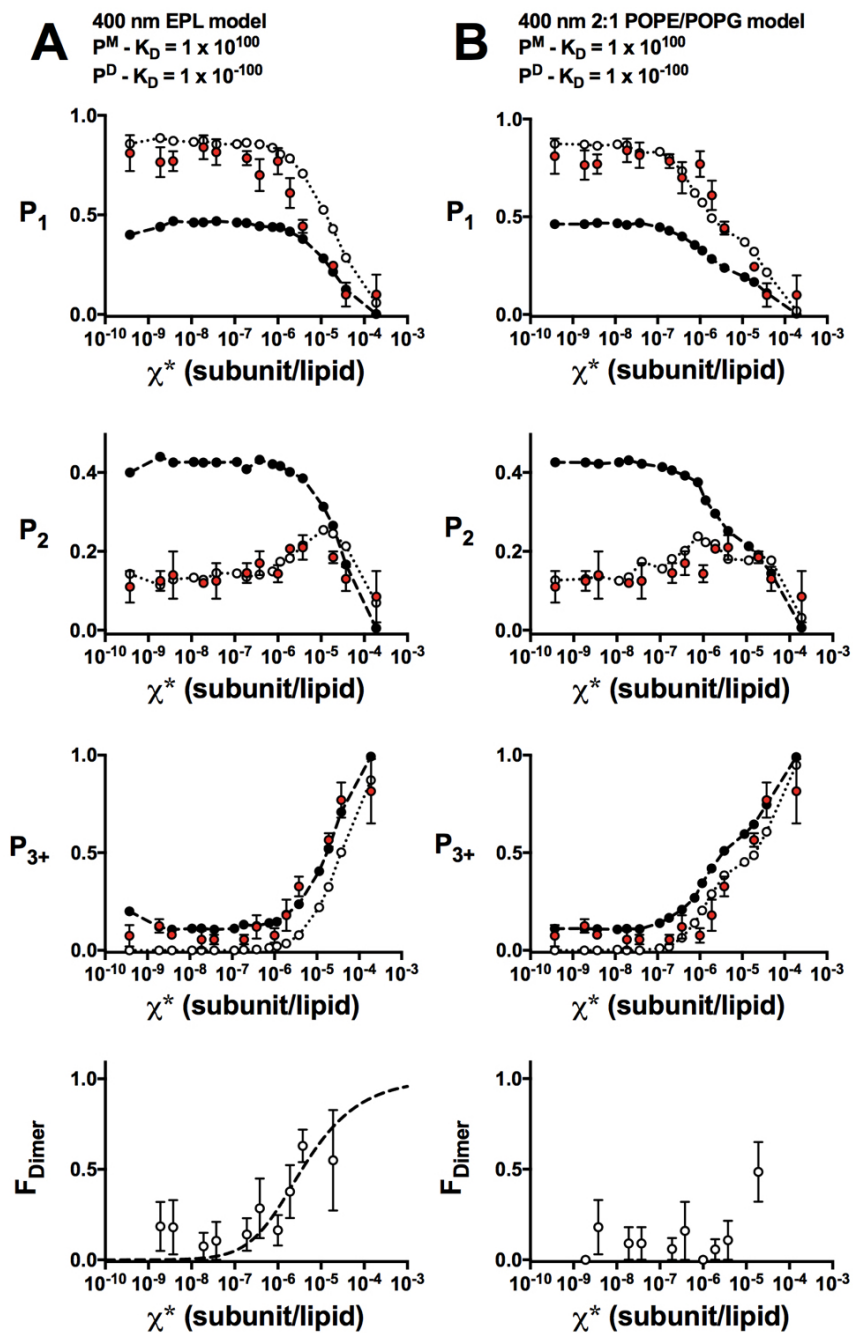 A
400 nm EPL model
Pᴹ - K_D = 1 x 10¹⁰⁰
Pᴰ - K_D = 1 x 10⁻¹⁰⁰
B
400 nm 2:1 POPE/POPG model
Pᴹ - K_D = 1 x 10¹⁰⁰
Pᴰ - K_D = 1 x 10⁻¹⁰⁰
P₁
1.0
0.5
0.0
10⁻¹⁰ 10⁻⁹ 10⁻⁸ 10⁻⁷ 10⁻⁶ 10⁻⁵ 10⁻⁴ 10⁻³
χ* (subunit/lipid)
P₁
1.0
0.5
0.0
10⁻¹⁰ 10⁻⁹ 10⁻⁸ 10⁻⁷ 10⁻⁶ 10⁻⁵ 10⁻⁴ 10⁻³
χ* (subunit/lipid)
P₂
0.4
0.2
0.0
10⁻¹⁰ 10⁻⁹ 10⁻⁸ 10⁻⁷ 10⁻⁶ 10⁻⁵ 10⁻⁴ 10⁻³
χ* (subunit/lipid)
P₂
0.4
0.2
0.0
10⁻¹⁰ 10⁻⁹ 10⁻⁸ 10⁻⁷ 10⁻⁶ 10⁻⁵ 10⁻⁴ 10⁻³
χ* (subunit/lipid)
P₃₊
1.0
0.5
0.0
10⁻¹⁰ 10⁻⁹ 10⁻⁸ 10⁻⁷ 10⁻⁶ 10⁻⁵ 10⁻⁴ 10⁻³
χ* (subunit/lipid)
P₃₊
1.0
0.5
0.0
10⁻¹⁰ 10⁻⁹ 10⁻⁸ 10⁻⁷ 10⁻⁶ 10⁻⁵ 10⁻⁴ 10⁻³
χ* (subunit/lipid)
F_Dimer
1.0
0.5
0.0
10⁻¹⁰ 10⁻⁹ 10⁻⁸ 10⁻⁷ 10⁻⁶ 10⁻⁵ 10⁻⁴ 10⁻³
χ* (subunit/lipid)
F_Dimer
1.0
0.5
0.0
10⁻¹⁰ 10⁻⁹ 10⁻⁸ 10⁻⁷ 10⁻⁶ 10⁻⁵ 10⁻⁴ 10⁻³
χ* (subunit/lipid)